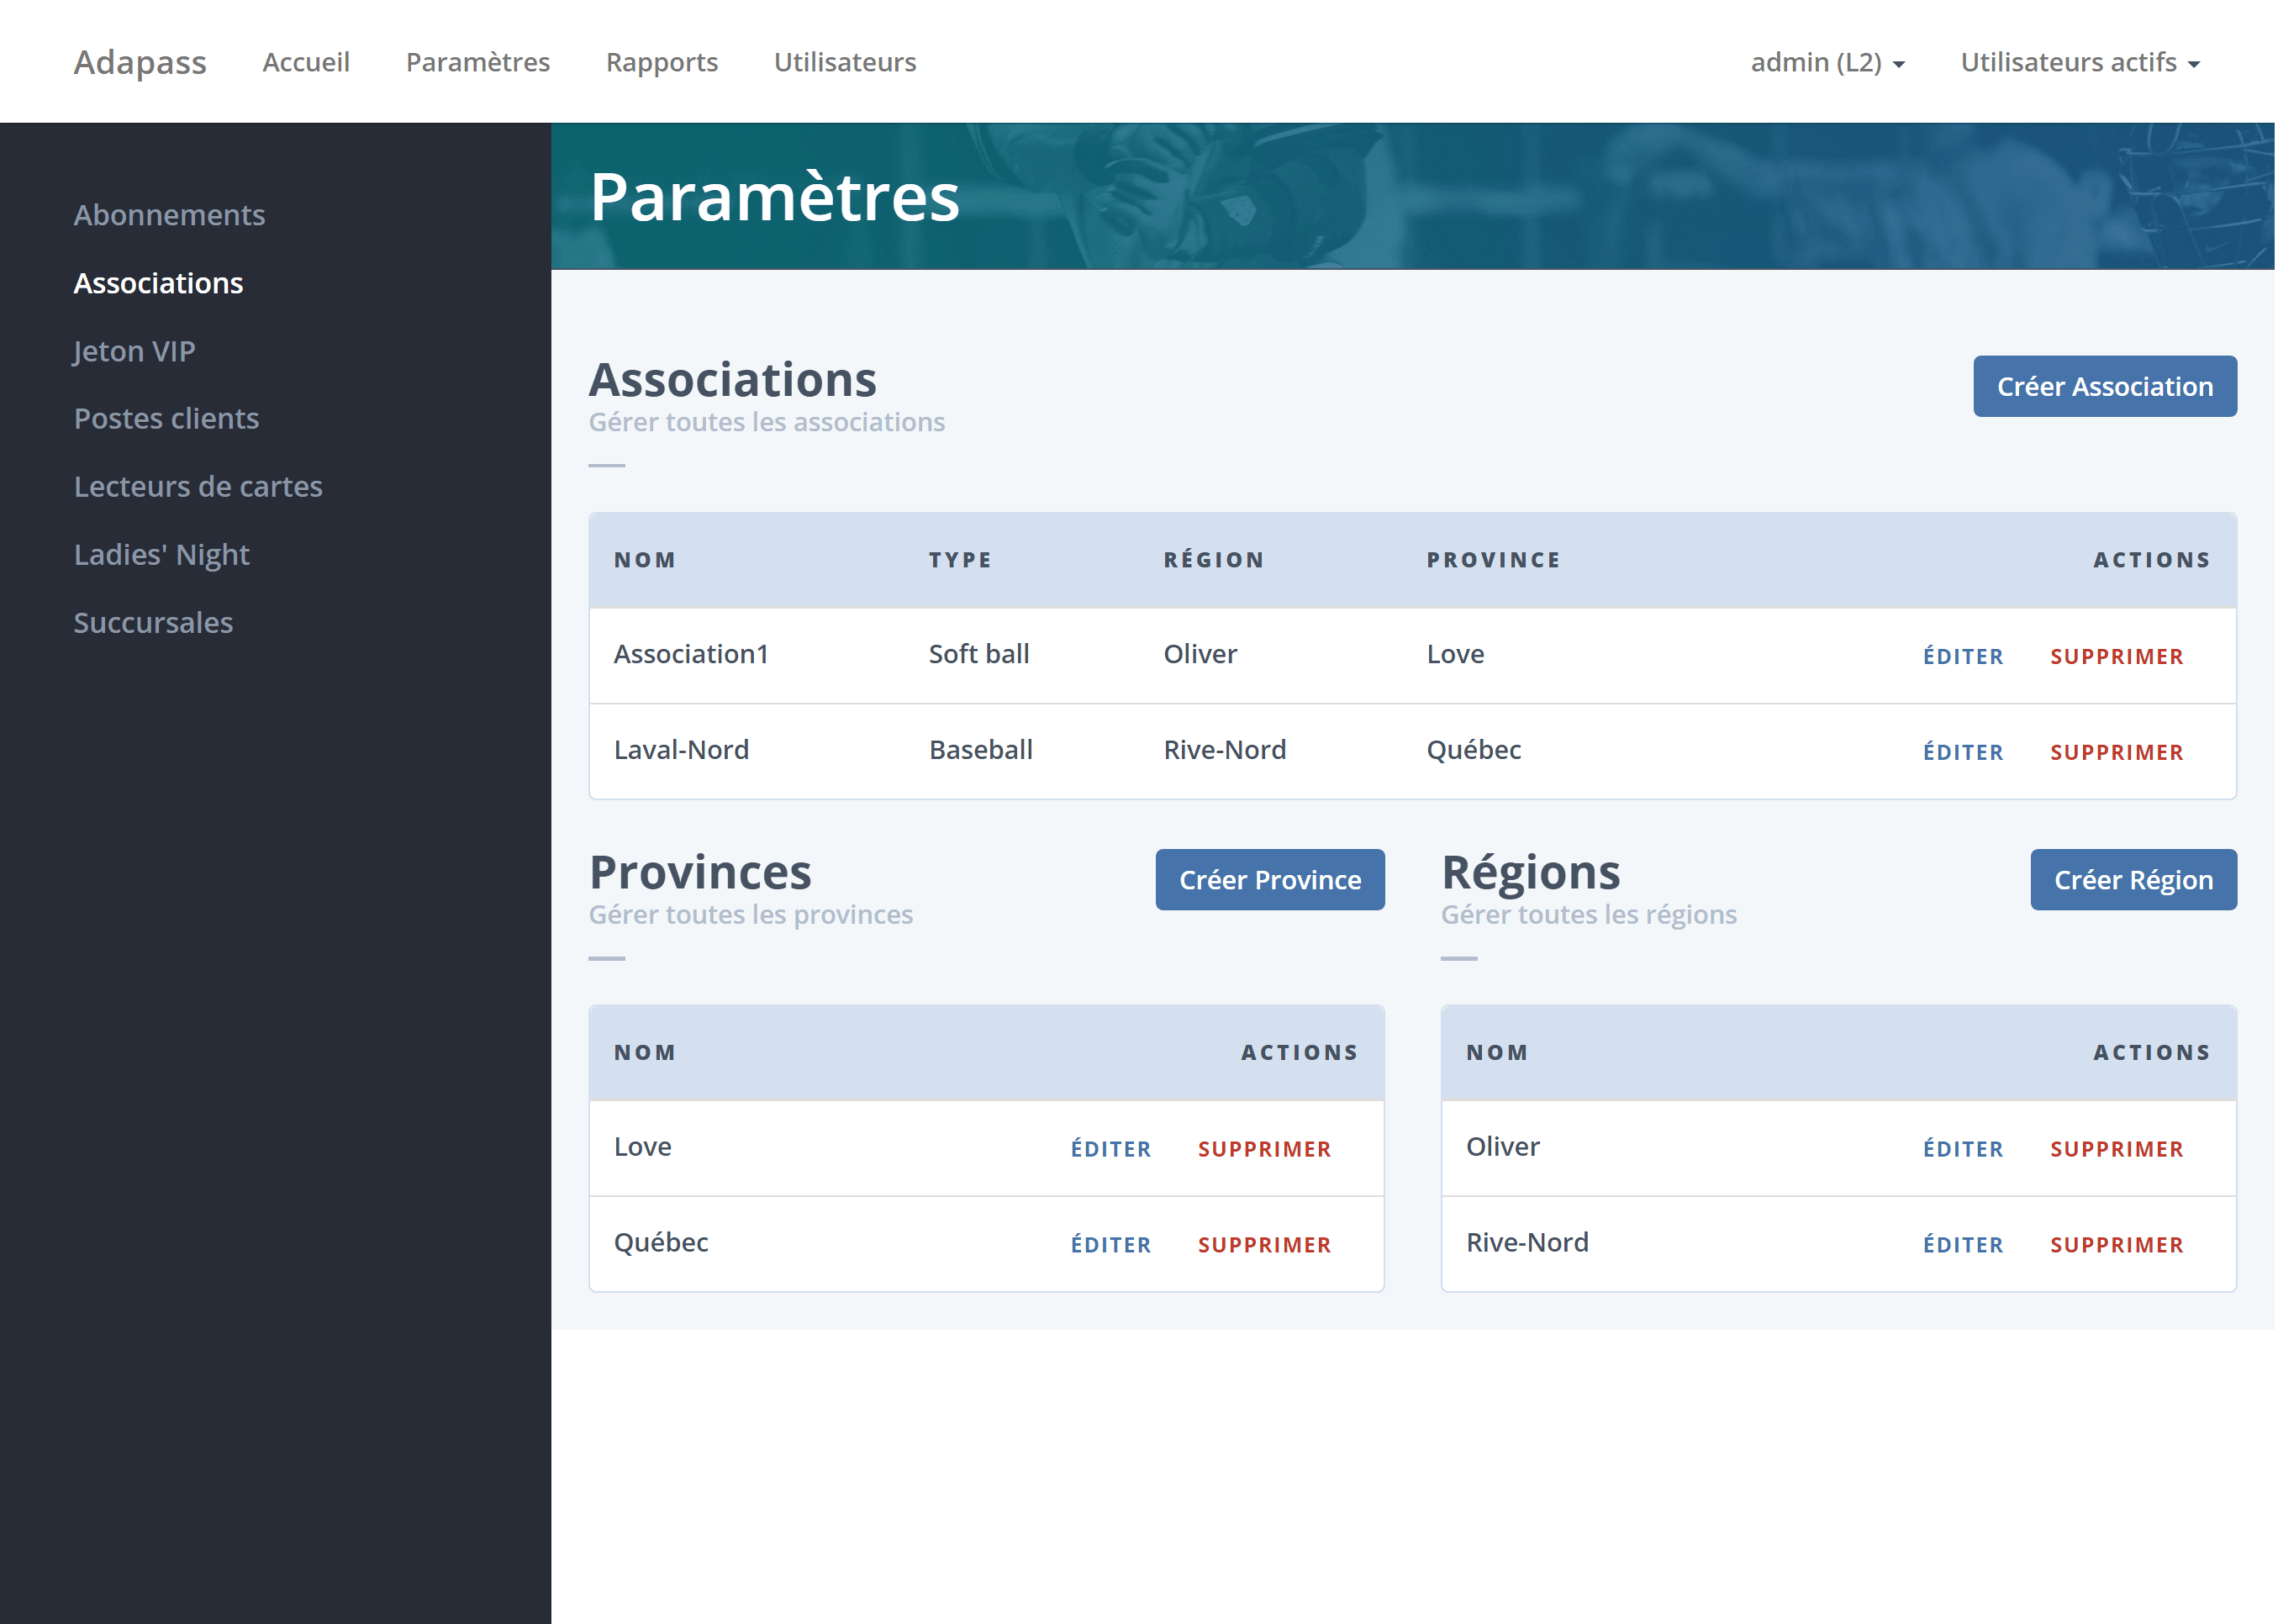 Adapass Accueil Paramètres Rapports Utilisateurs admin (L2) Utilisateurs actifs
Abonnements
Associations
Jeton VIP
Postes clients
Lecteurs de cartes
Ladies' Night
Succursales
Paramètres
Associations
Gérer toutes les associations
Créer Association
NOM TYPE RÉGION PROVINCE ACTIONS
Association1 Soft ball Oliver Love ÉDITER SUPPRIMER
Laval-Nord Baseball Rive-Nord Québec ÉDITER SUPPRIMER
Provinces
Gérer toutes les provinces
Créer Province
NOM ACTIONS
Love ÉDITER SUPPRIMER
Québec ÉDITER SUPPRIMER
Régions
Gérer toutes les régions
Créer Région
NOM ACTIONS
Oliver ÉDITER SUPPRIMER
Rive-Nord ÉDITER SUPPRIMER